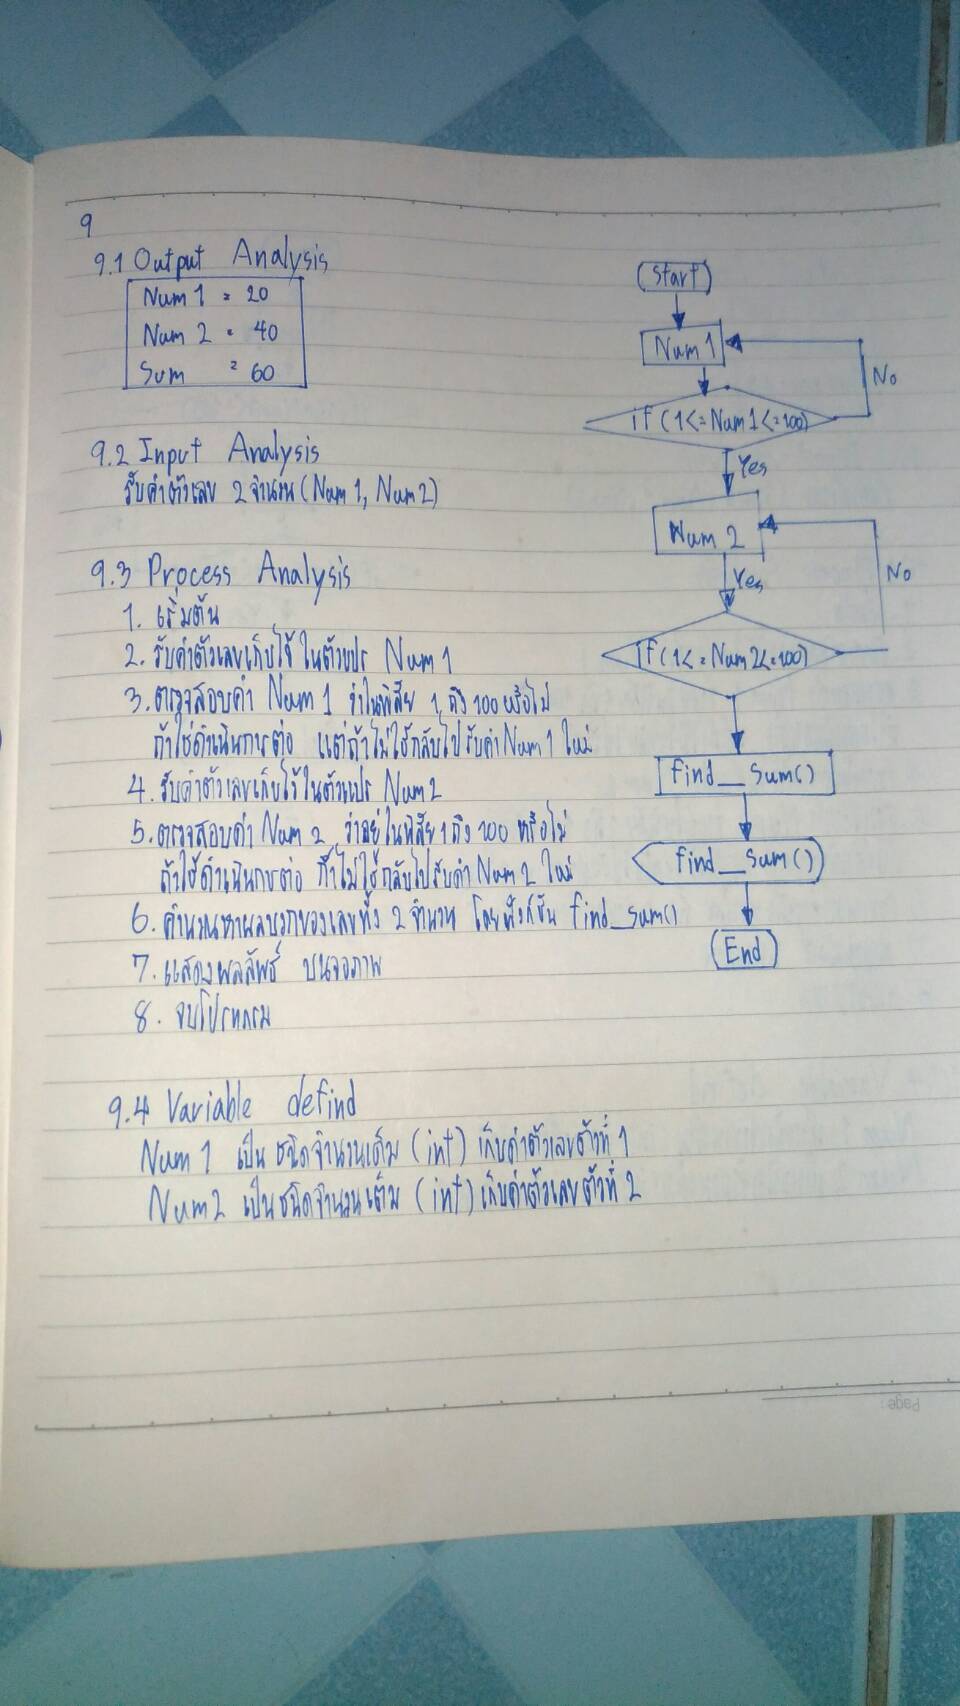 9
9.1 Output Analysis
Num 1 = 20
Num 2 = 40
Sum = 60
9.2 Input Analysis
รับค่าตัวเลข 2 จำนวน (Num 1, Num 2)
9.3 Process Analysis
1. เริ่มต้น
2. รับค่าตัวเลขเก็บไว้ในตัวแปร Num 1
3. ตรวจสอบค่า Num 1 ว่าในพิสัย 1 ถึง 100 หรือไม่
ถ้าใช่ดำเนินการต่อ แต่ถ้าไม่ใช้กลับไปรับค่า Num 1 ใหม่
4. รับค่าตัวเลขเก็บไว้ในตัวแปร Num 2
5. ตรวจสอบค่า Num 2 ว่าอยู่ในพิสัย 1 ถึง 100 หรือไม่
ถ้าใช้ดำเนินการต่อ ถ้าไม่ใช้กลับไปรับค่า Num 2 ใหม่
6. คำนวณหาผลบวกของเลขทั้ง 2 จำนวน โดยฟังก์ชัน find_sum()
7. แสดงผลลัพธ์ บนจอภาพ
8. จบโปรแกรม
9.4 Variable defind
Num 1 เป็น ชนิดจำนวนเต็ม (int) เก็บค่าตัวเลขตัวที่ 1
Num 2 เป็นชนิดจำนวนเต็ม (int) เก็บค่าตัวเลขตัวที่ 2
Start
Num 1
No
if (1<=Num 1<=100)
Yes
Num 2
No
Yes
if (1<=Num2<=100)
find_sum()
find_sum()
End
Page: